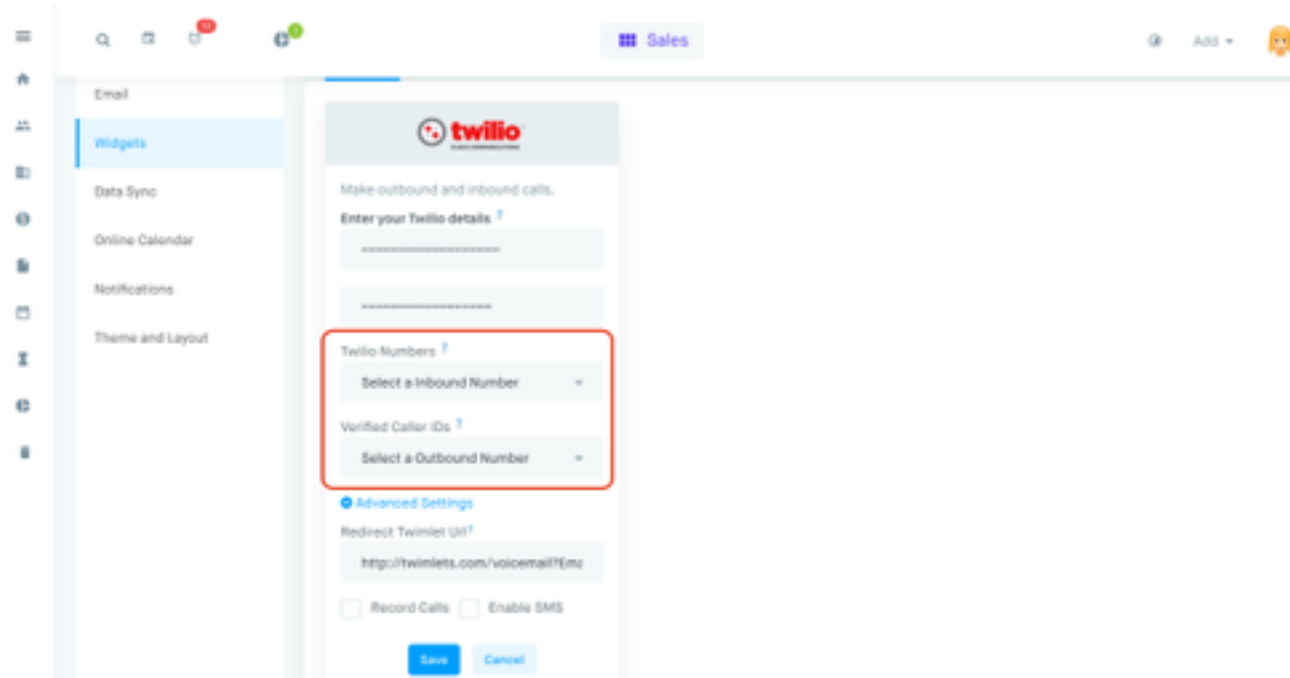 Sales
Add
Email
Widgets
Data Sync
Online Calendar
Notifications
Theme and Layout
twilio
Make outbound and inbound calls.
Enter your Twilio details ?
Twilio Numbers ?
Select a Inbound Number
Verified Caller IDs ?
Select a Outbound Number
Advanced Settings
Redirect Twimlet Url?
http://twimlets.com/voicemail?Ema
Record Calls Enable SMS
Save Cancel